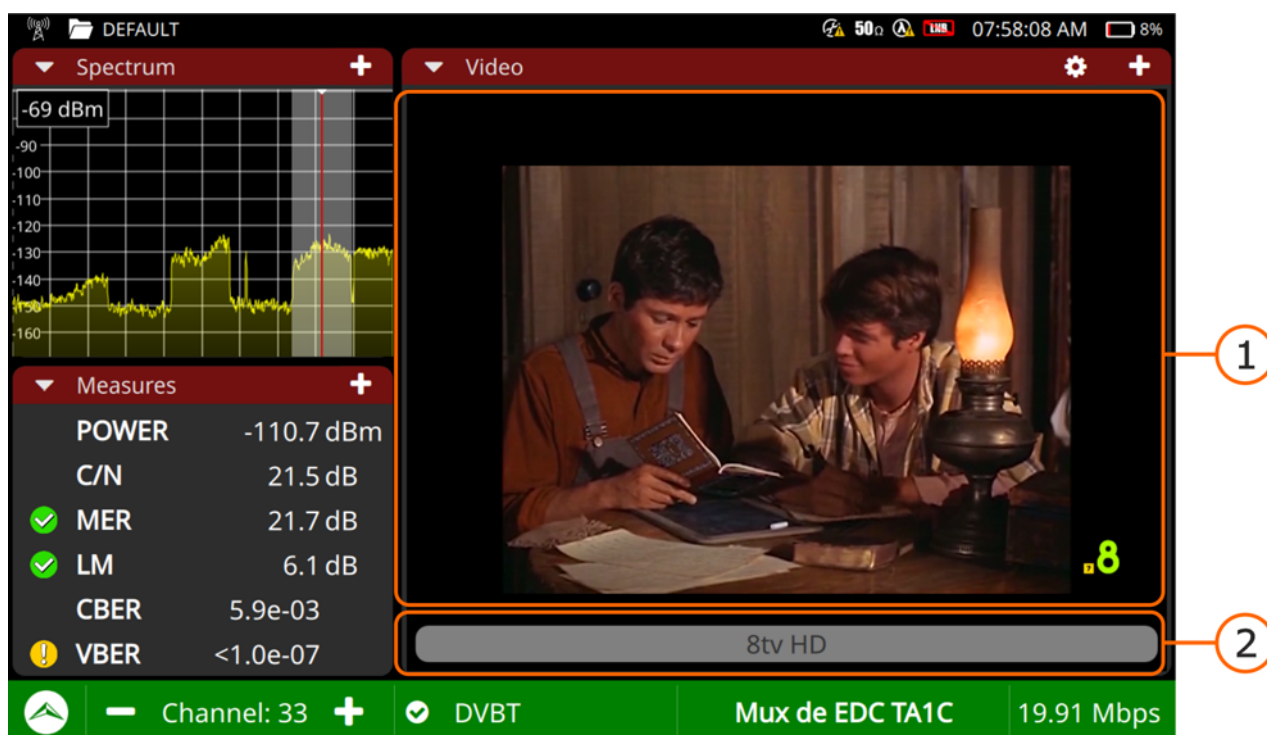 DEFAULT
50Ω
LNB
07:58:08 AM
8%
Spectrum
Video
-69 dBm
-90
-100
-110
-120
-130
-140
-150
-160
1
Measures
POWER -110.7 dBm
C/N 21.5 dB
MER 21.7 dB
LM 6.1 dB
CBER 5.9e-03
VBER <1.0e-07
7
8
8tv HD
2
Channel: 33
DVBT
Mux de EDC TA1C
19.91 Mbps